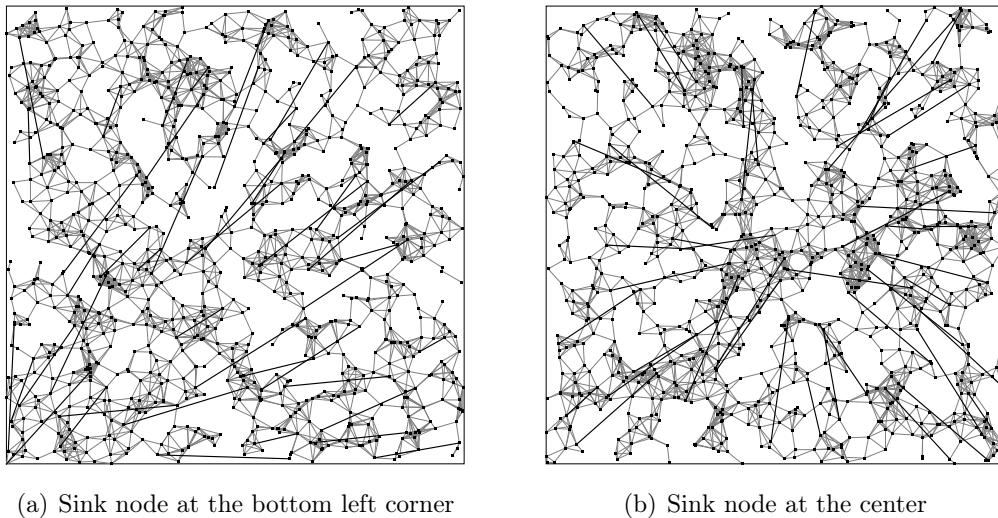 (a) Sink node at the bottom left corner
(b) Sink node at the center